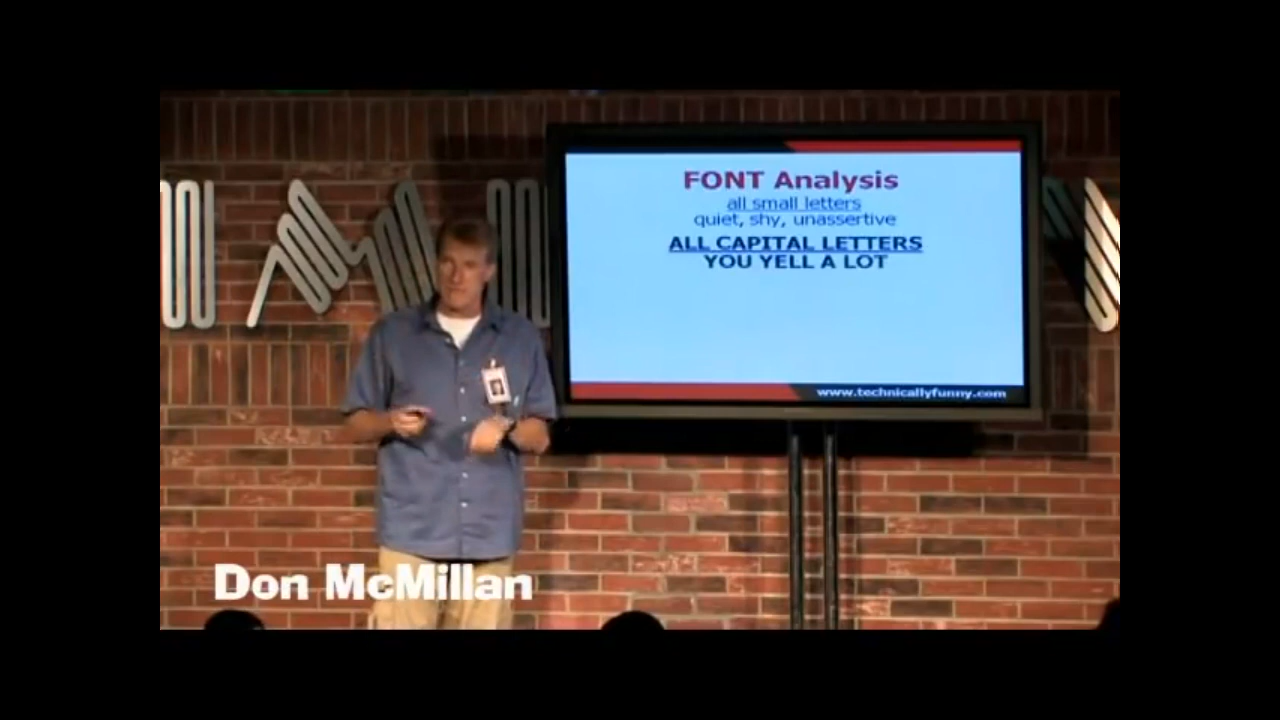 FONT Analysis
all small letters
quiet, shy, unassertive
ALL CAPITAL LETTERS
YOU YELL A LOT
www.technicallyfunny.com
Don McMillan